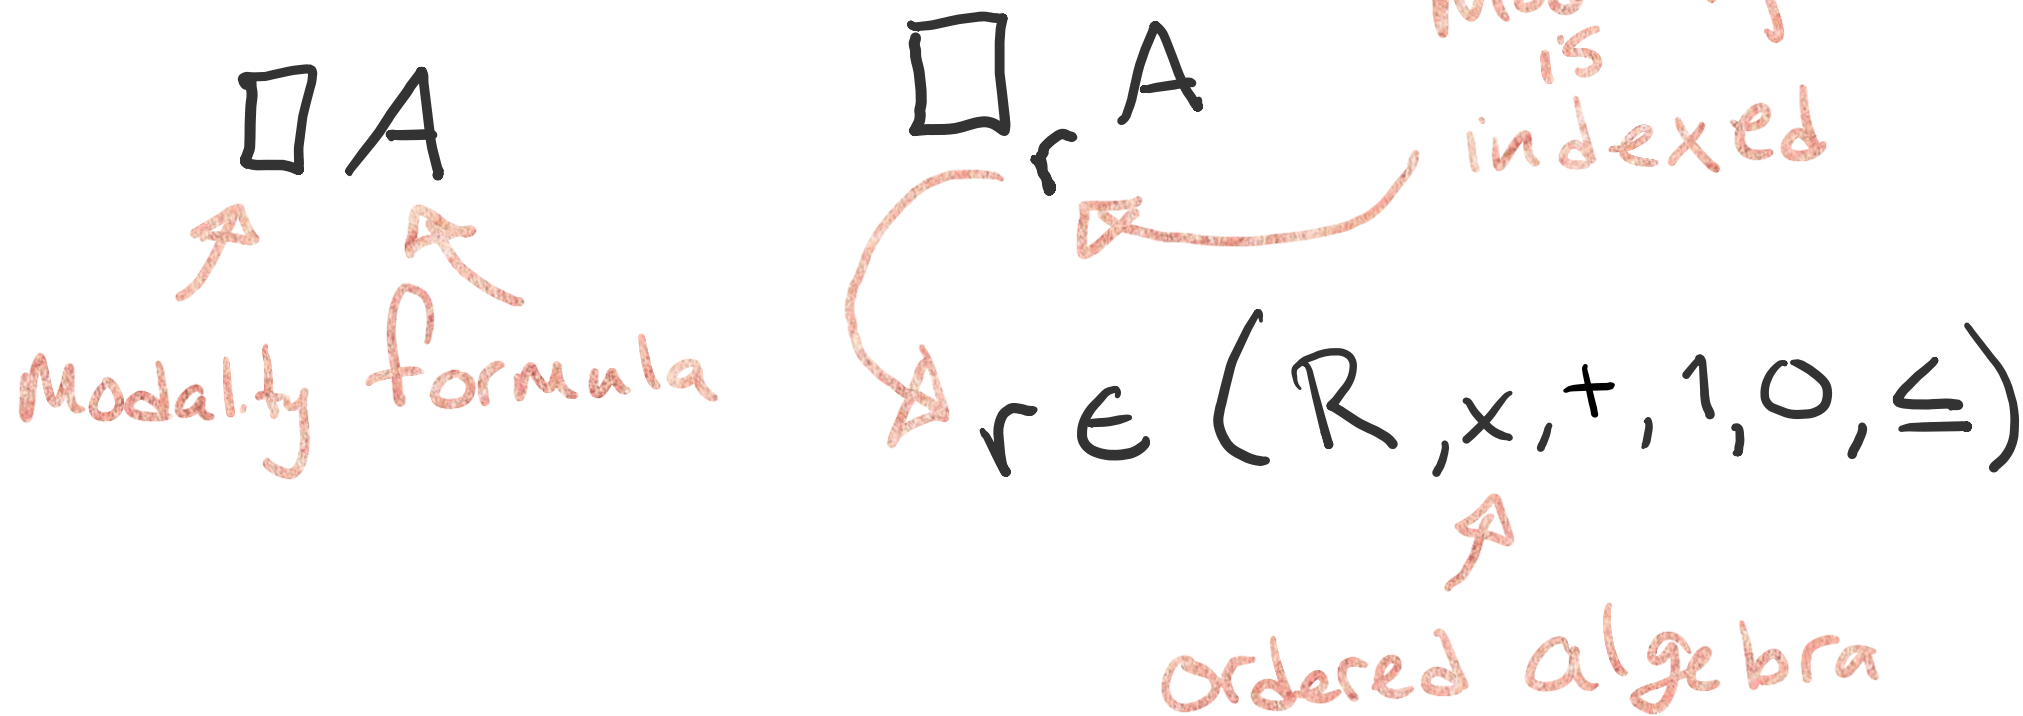 □ A
Modality formula
□r A
is
indexed
r ∈ (R, x, +, 1, 0, ≤)
ordered algebra